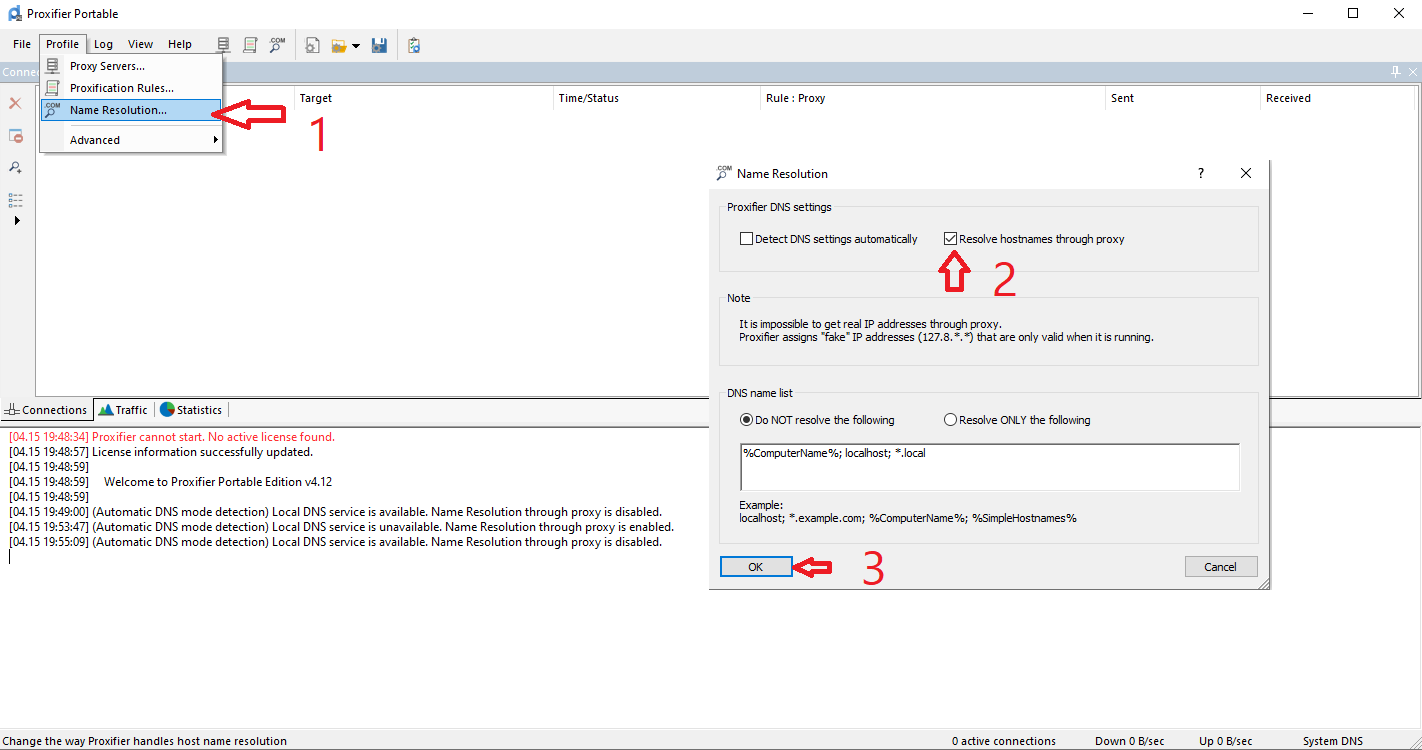 Proxifier Portable
File Profile Log View Help
Proxy Servers...
Proxification Rules...
Name Resolution...
Advanced
1
Target Time/Status Rule : Proxy Sent Received
Name Resolution
Proxifier DNS settings
Detect DNS settings automatically Resolve hostnames through proxy
2
Note
It is impossible to get real IP addresses through proxy.
Proxifier assigns "fake" IP addresses (127.8.*.*) that are only valid when it is running.
DNS name list
Do NOT resolve the following Resolve ONLY the following
%ComputerName%; localhost; *.local
Example:
localhost; *.example.com; %ComputerName%; %SimpleHostnames%
OK 3 Cancel
Connections Traffic Statistics
[04.15 19:48:34] Proxifier cannot start. No active license found.
[04.15 19:48:57] License information successfully updated.
[04.15 19:48:59]
[04.15 19:48:59] Welcome to Proxifier Portable Edition v4.12
[04.15 19:48:59]
[04.15 19:49:00] (Automatic DNS mode detection) Local DNS service is available. Name Resolution through proxy is disabled.
[04.15 19:53:47] (Automatic DNS mode detection) Local DNS service is unavailable. Name Resolution through proxy is enabled.
[04.15 19:55:09] (Automatic DNS mode detection) Local DNS service is available. Name Resolution through proxy is disabled.
Change the way Proxifier handles host name resolution 0 active connections Down 0 B/sec Up 0 B/sec System DNS